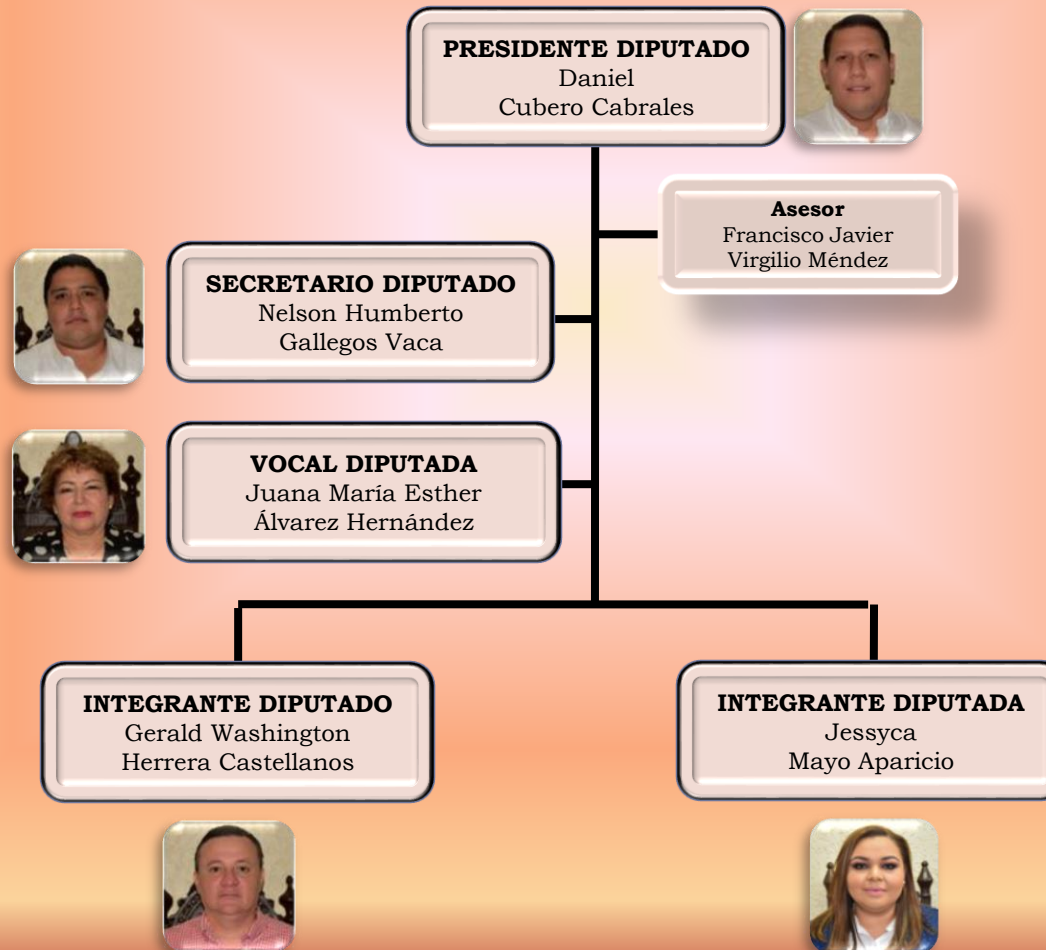 PRESIDENTE DIPUTADO
Daniel
Cubero Cabrales
Asesor
Francisco Javier
Virgilio Méndez
SECRETARIO DIPUTADO
Nelson Humberto
Gallegos Vaca
VOCAL DIPUTADA
Juana María Esther
Álvarez Hernández
INTEGRANTE DIPUTADO
Gerald Washington
Herrera Castellanos
INTEGRANTE DIPUTADA
Jessyca
Mayo Aparicio